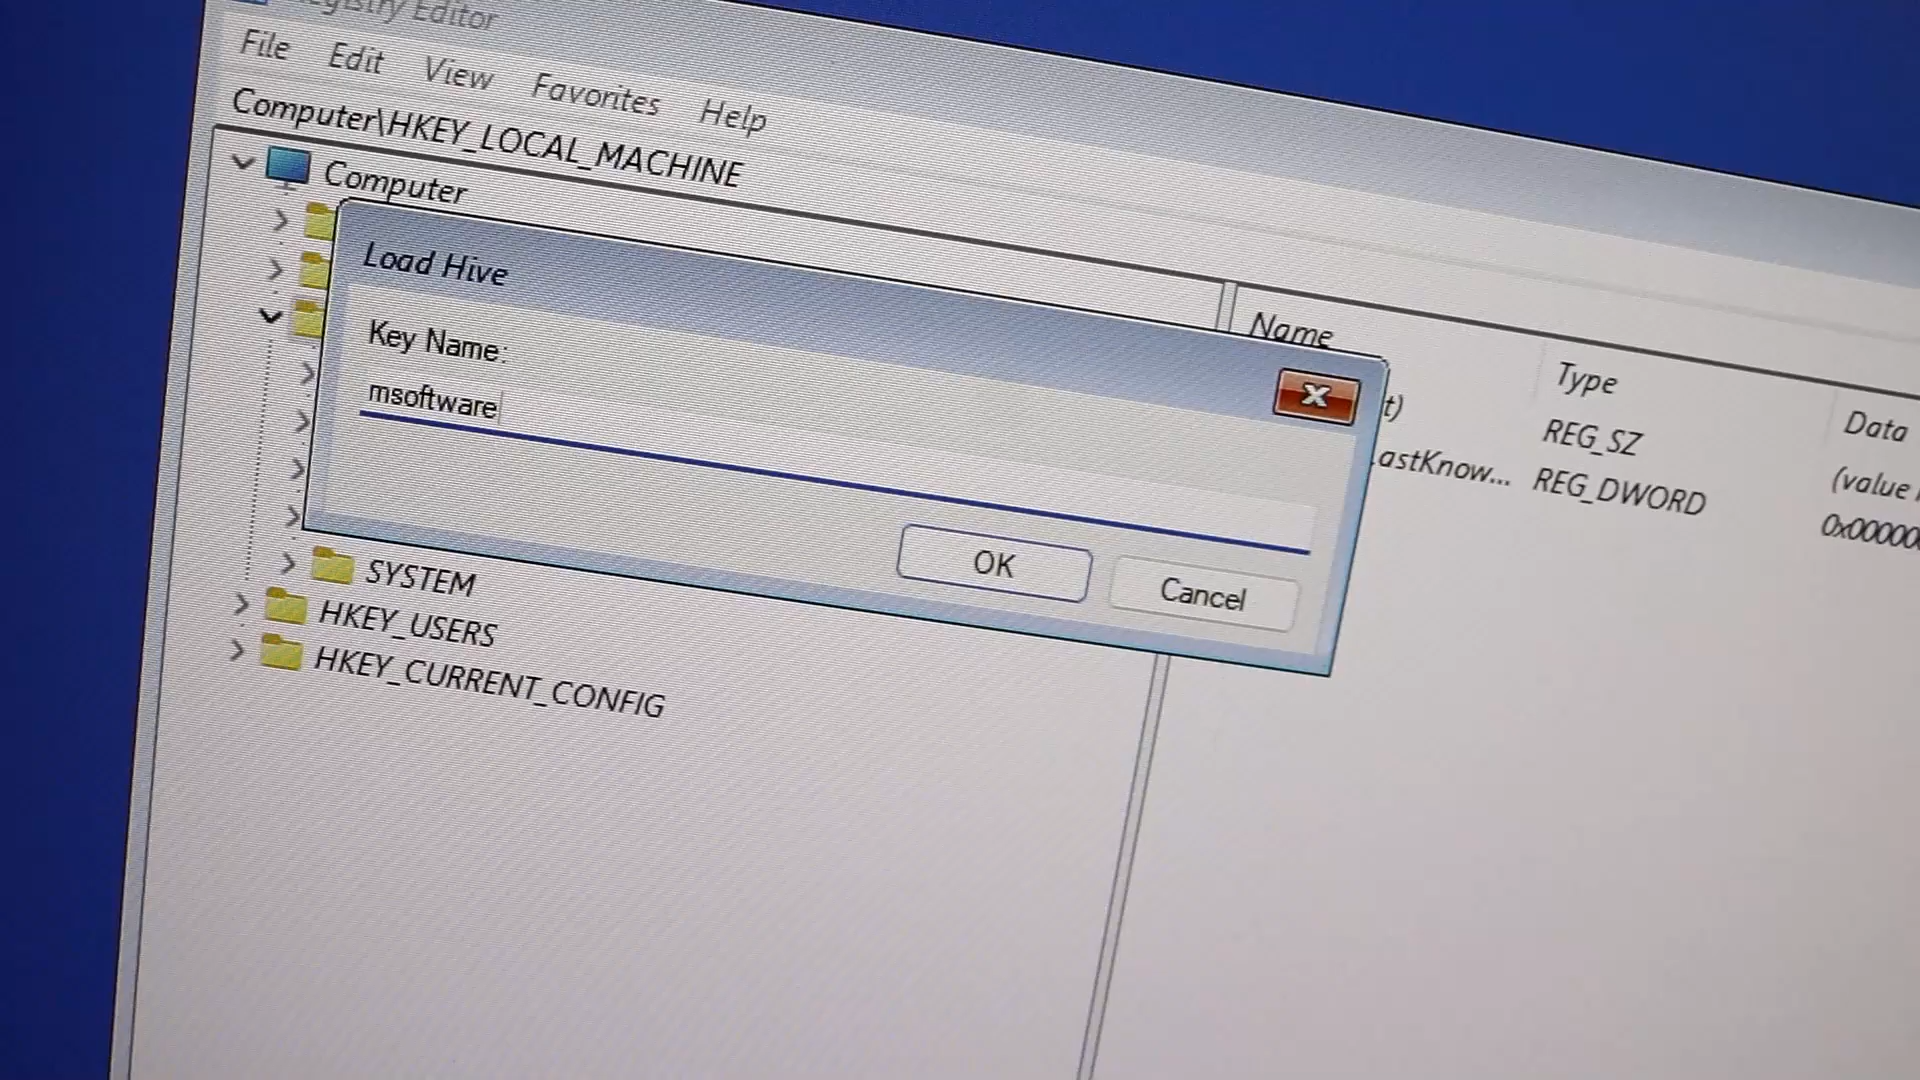 Registry Editor
File Edit View Favorites Help
Computer\HKEY_LOCAL_MACHINE
Computer
Load Hive
Key Name:
msoftware
OK Cancel
SYSTEM
HKEY_USERS
HKEY_CURRENT_CONFIG
Name Type Data
t) REG_SZ (value
astKnow... REG_DWORD 0x00000